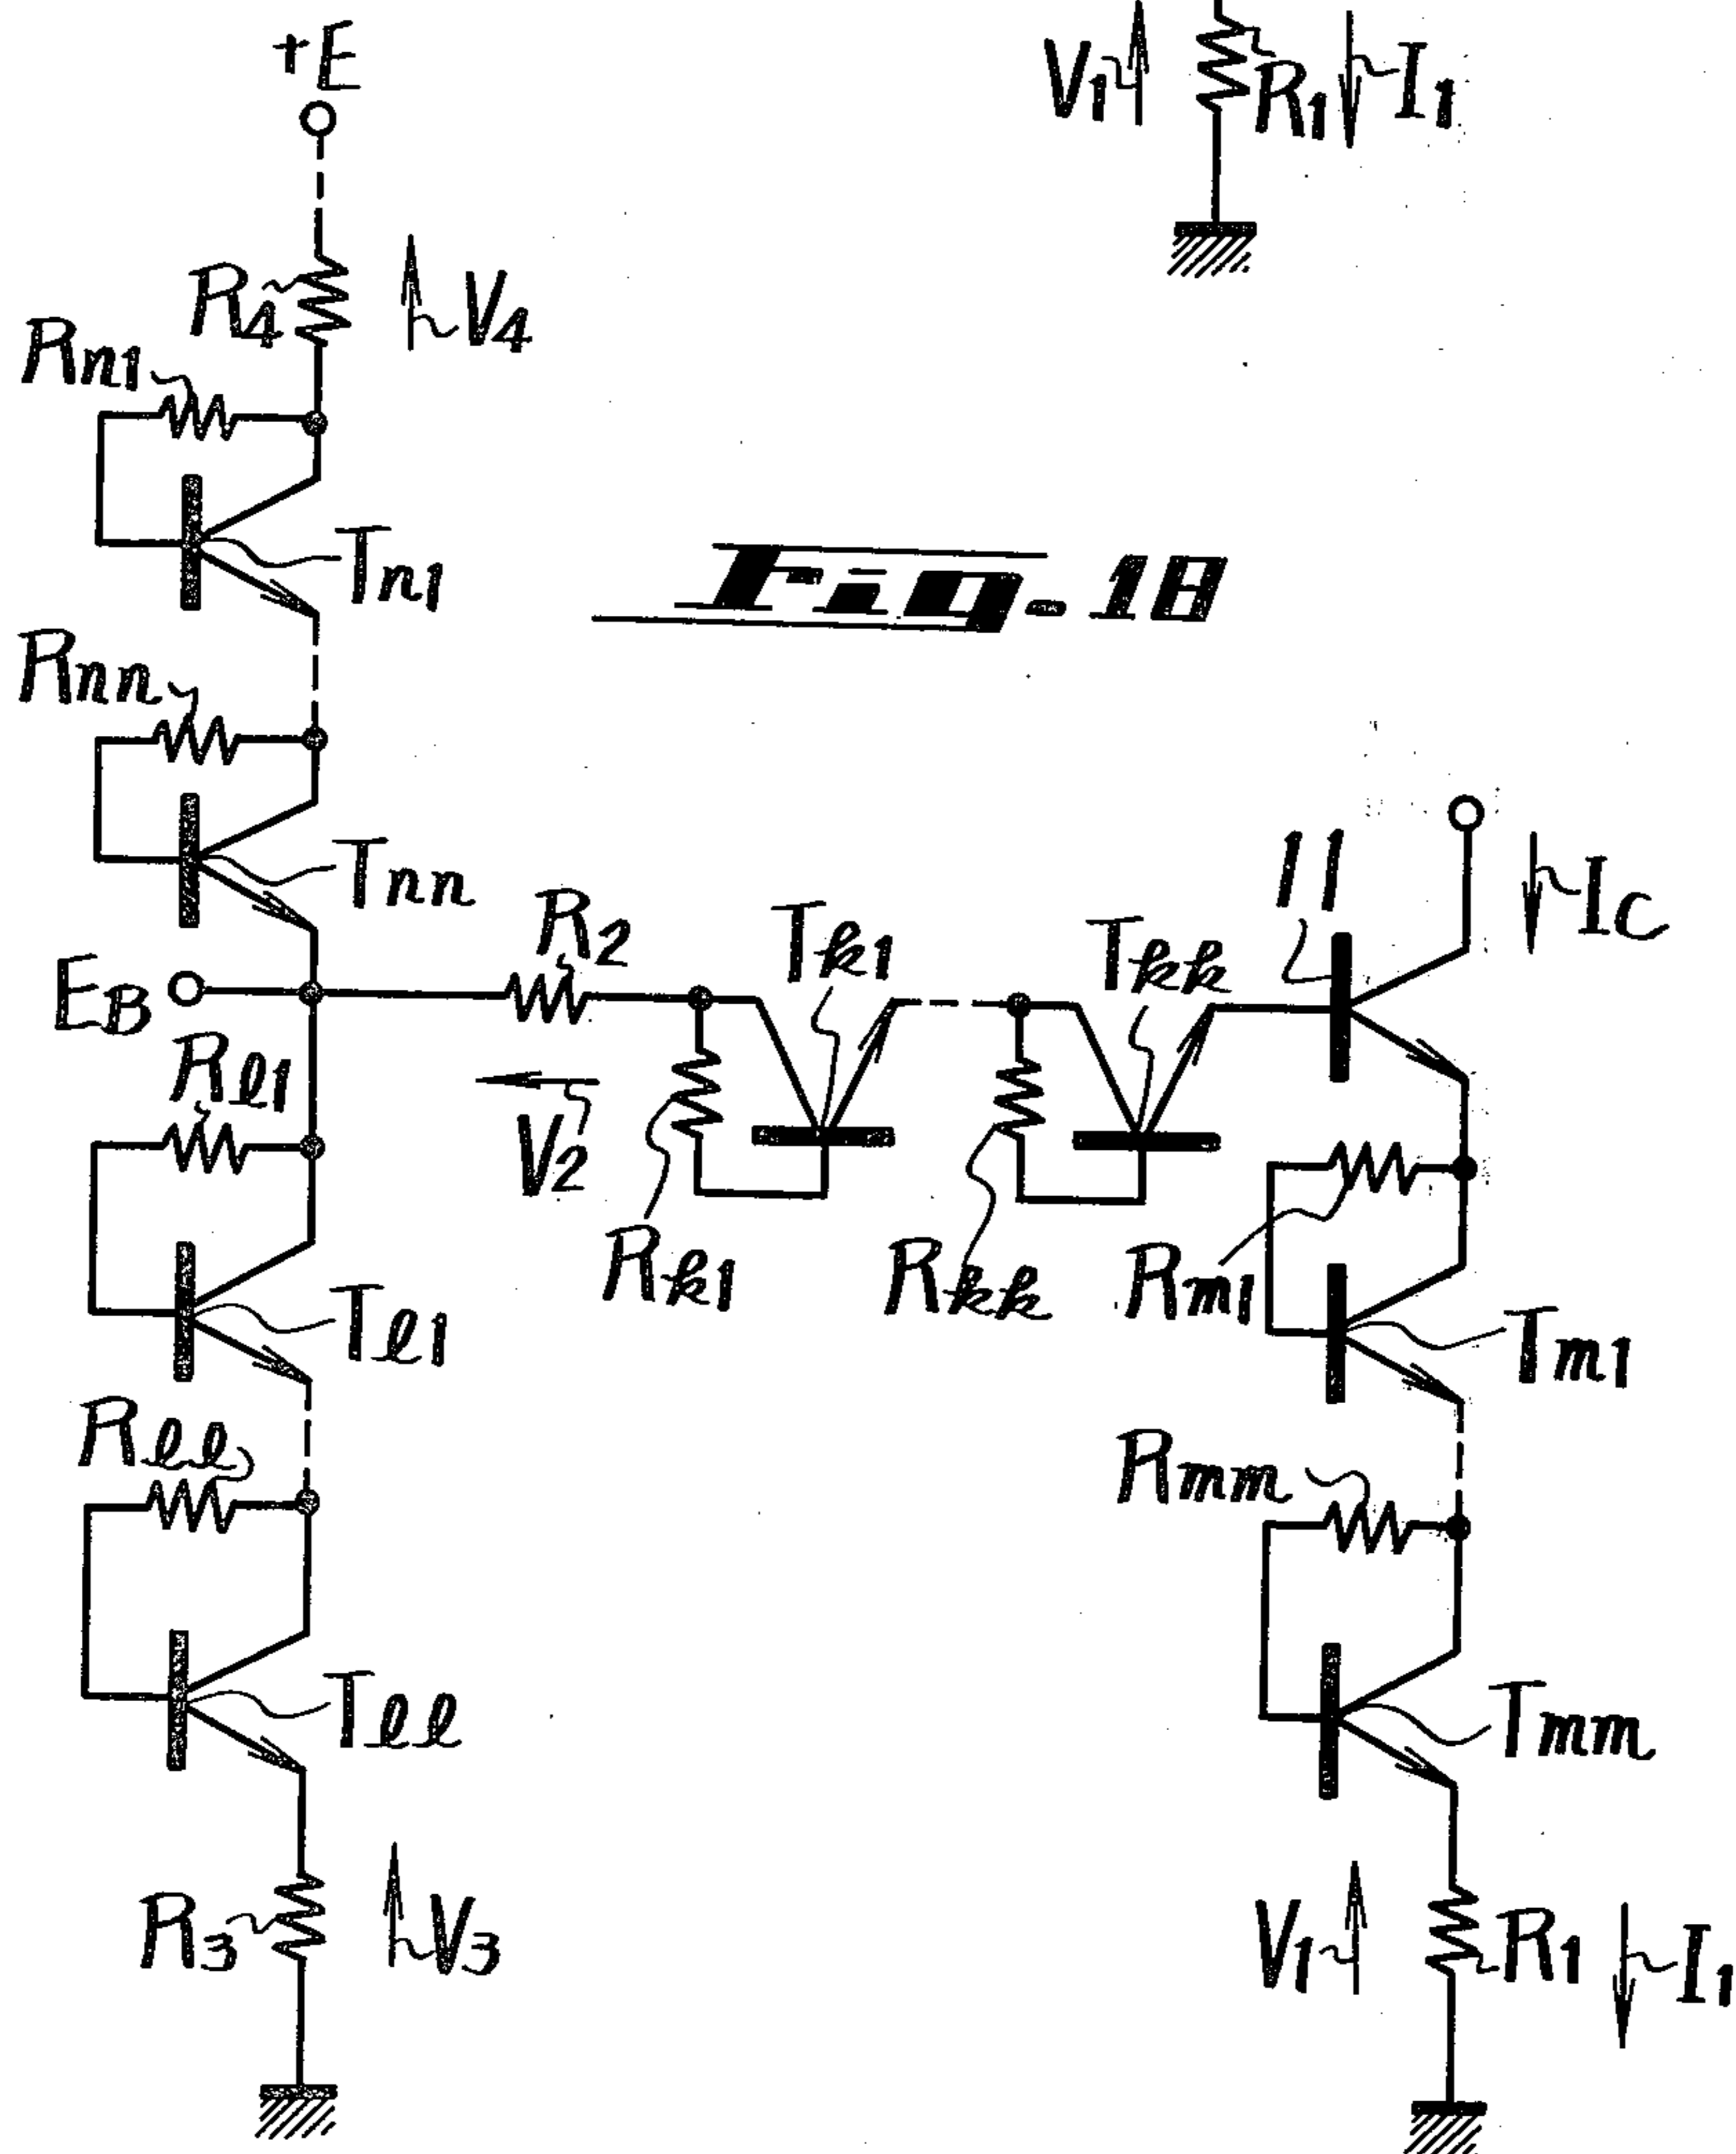 V1
R1
I1
+E
R4
V4
Rn1
Tn1
Fig-18
Rnn
Tnn
11
IC
R2
Tk1
Tkk
EB
Rl1
V2
Rk1
Rkk
Rm1
Tl1
Tm1
Rll
Rmm
Tll
Tmm
R3
V3
V1
R1
I1